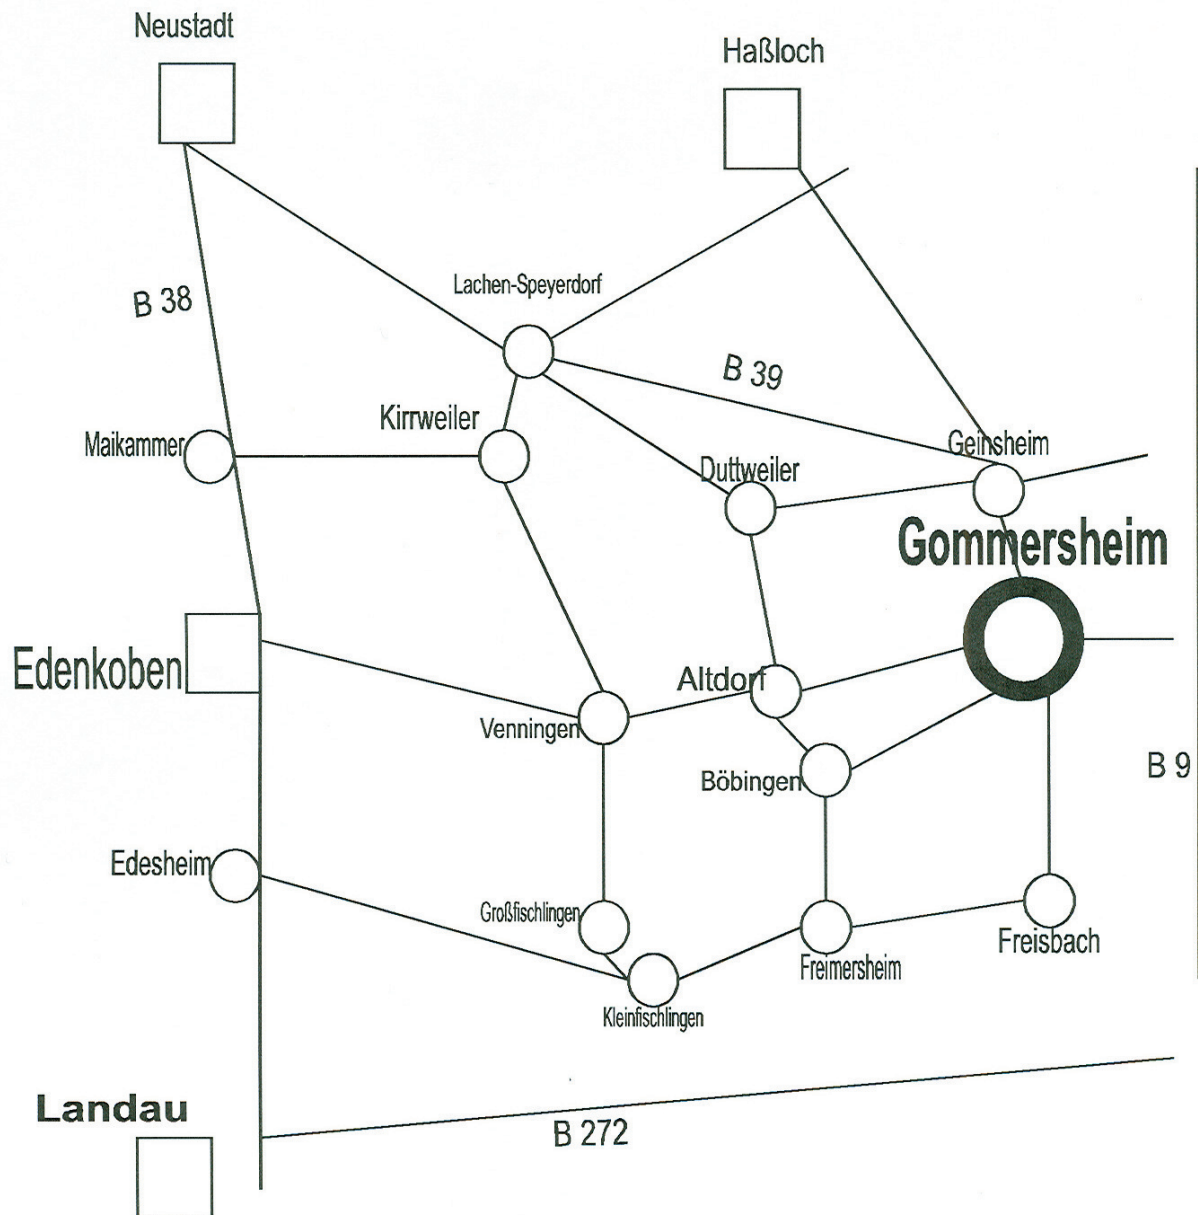 Neustadt
Haßloch
Lachen-Speyerdorf
B 38
B 39
Kirrweiler
Maikammer
Geinsheim
Duttweiler
Gommersheim
Edenkoben
Altdorf
Venningen
B 9
Böbingen
Edesheim
Großfischlingen
Freisbach
Freimersheim
Kleinfischlingen
Landau
B 272